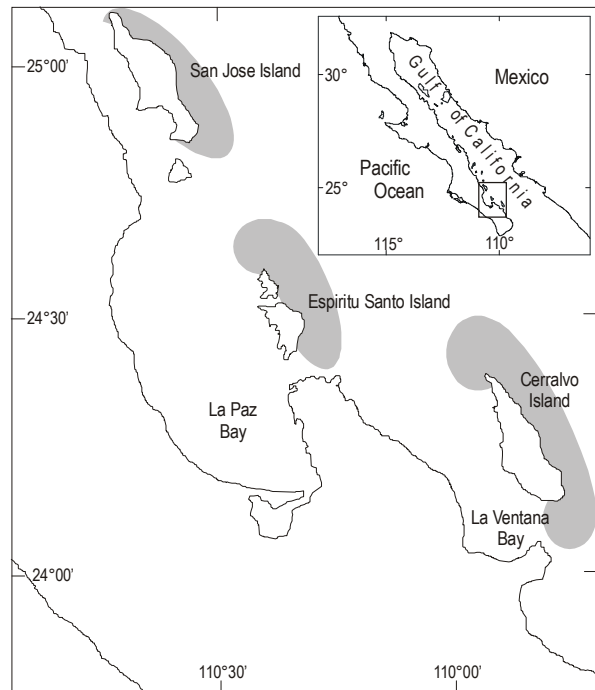 25°00'
San Jose Island
30°
Mexico
Gulf of California
Pacific
Ocean
25°
115°
110°
24°30'
Espiritu Santo Island
Cerralvo
Island
La Paz
Bay
La Ventana
Bay
24°00'
110°30'
110°00'